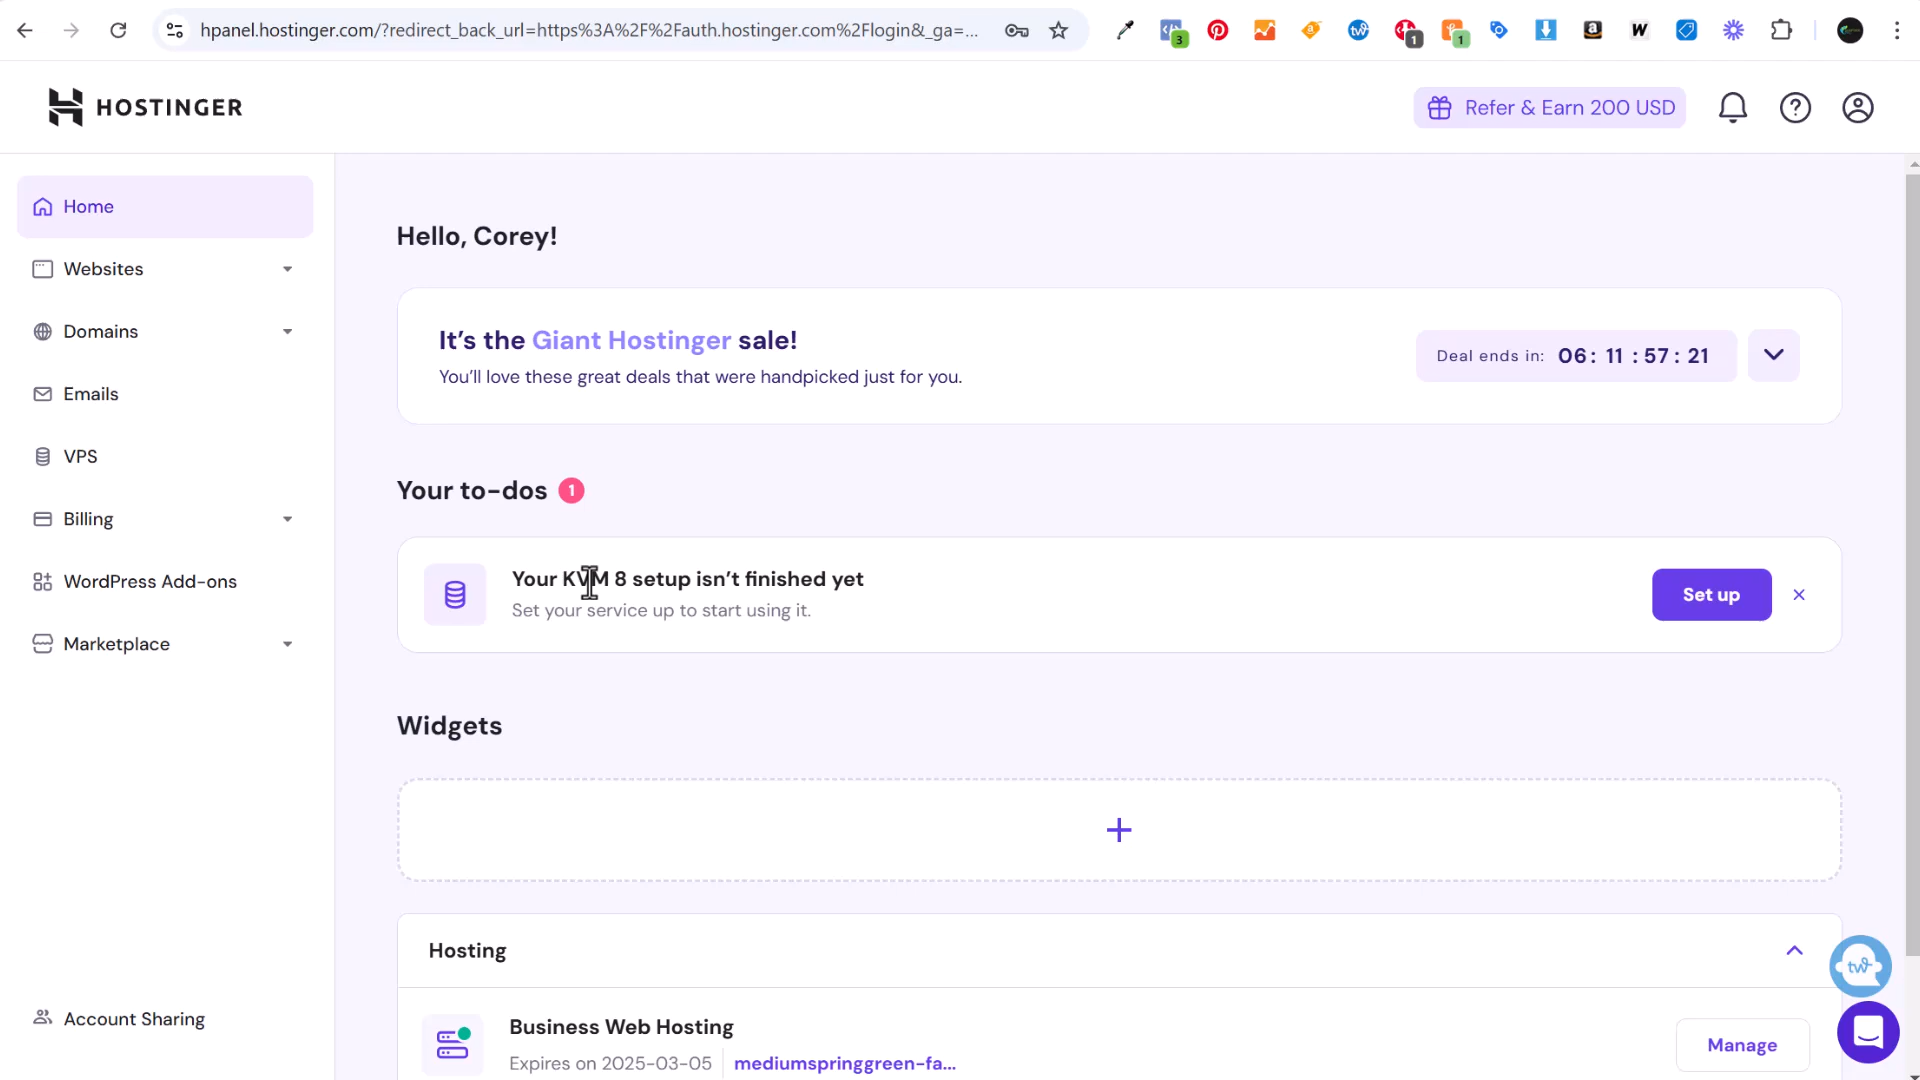 hpanel.hostinger.com/?redirect_back_url=https%3A%2F%2Fauth.hostinger.com%2Flogin&_ga=...
3
1
1
HOSTINGER
Refer & Earn 200 USD
Home
Websites
Domains
Emails
VPS
Billing
WordPress Add-ons
Marketplace
Account Sharing
Hello, Corey!
It's the Giant Hostinger sale!
You'll love these great deals that were handpicked just for you.
Deal ends in: 06: 11 :57: 21
Your to-dos 1
Your KVM 8 setup isn't finished yet
Set your service up to start using it.
Set up
Widgets
Hosting
Business Web Hosting
Expires on 2025-03-05
mediumspringgreen-fa...
Manage